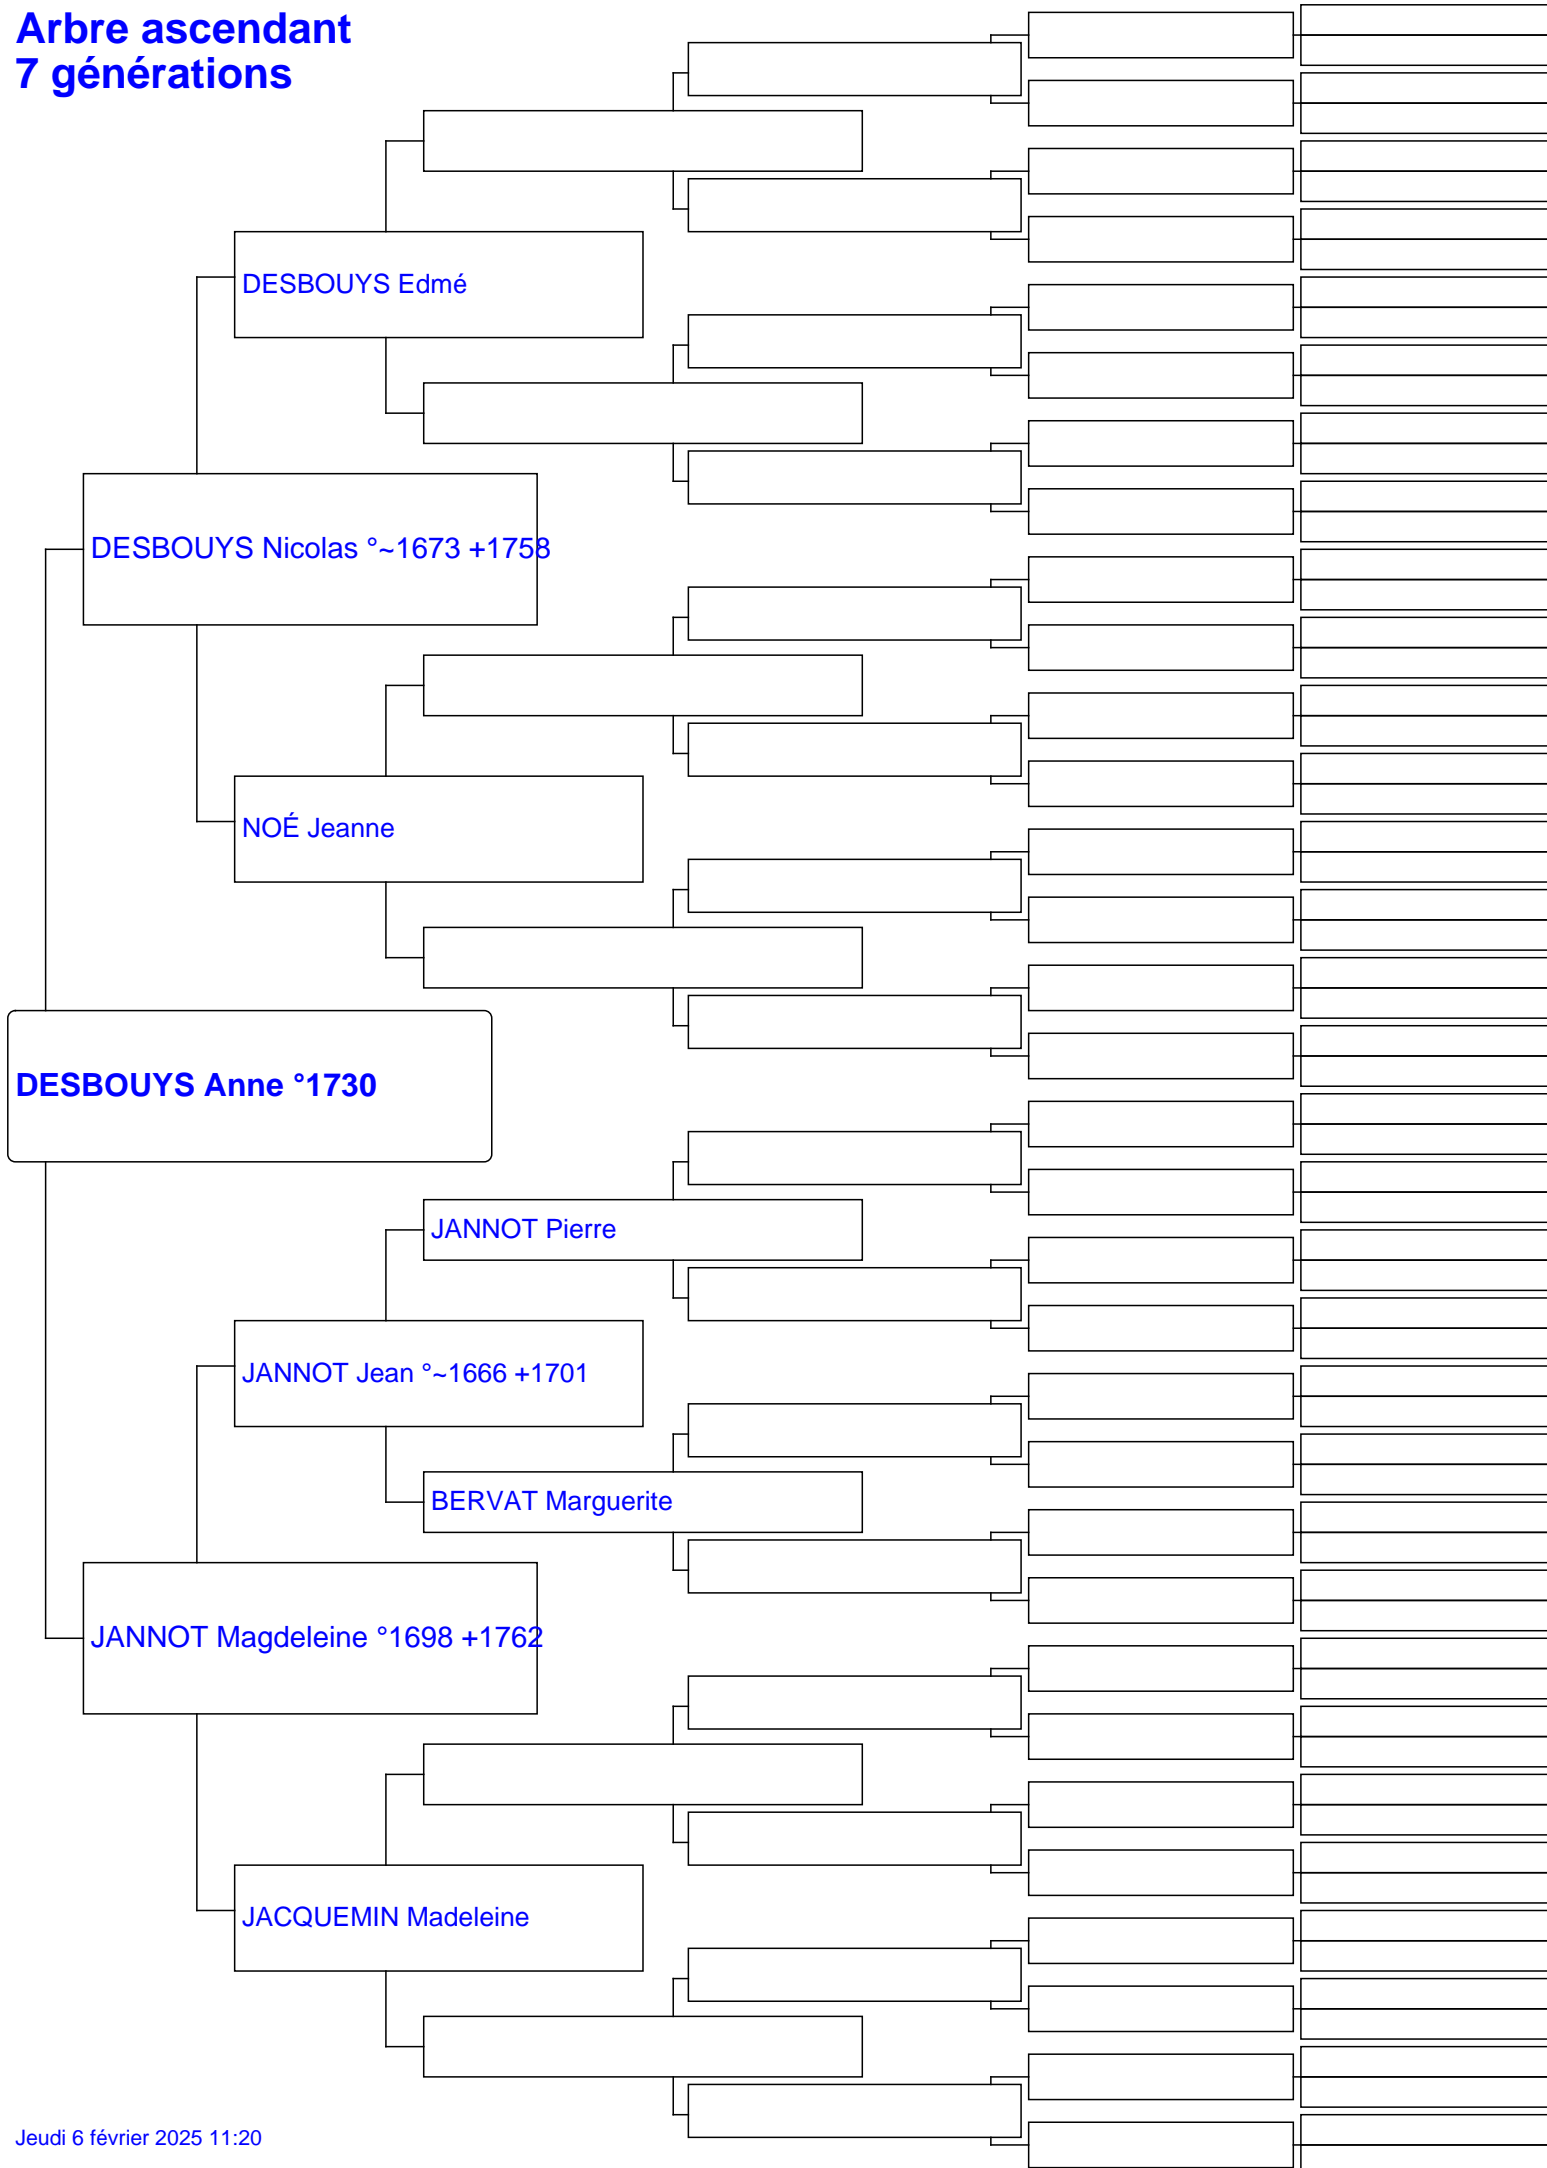 Arbre ascendant
7 générations
DESBOUYS Edmé
DESBOUYS Nicolas °~1673 +1758
NOÉ Jeanne
DESBOUYS Anne °1730
JANNOT Pierre
JANNOT Jean °~1666 +1701
BERVAT Marguerite
JANNOT Magdeleine °1698 +1762
JACQUEMIN Madeleine
Jeudi 6 février 2025 11:20